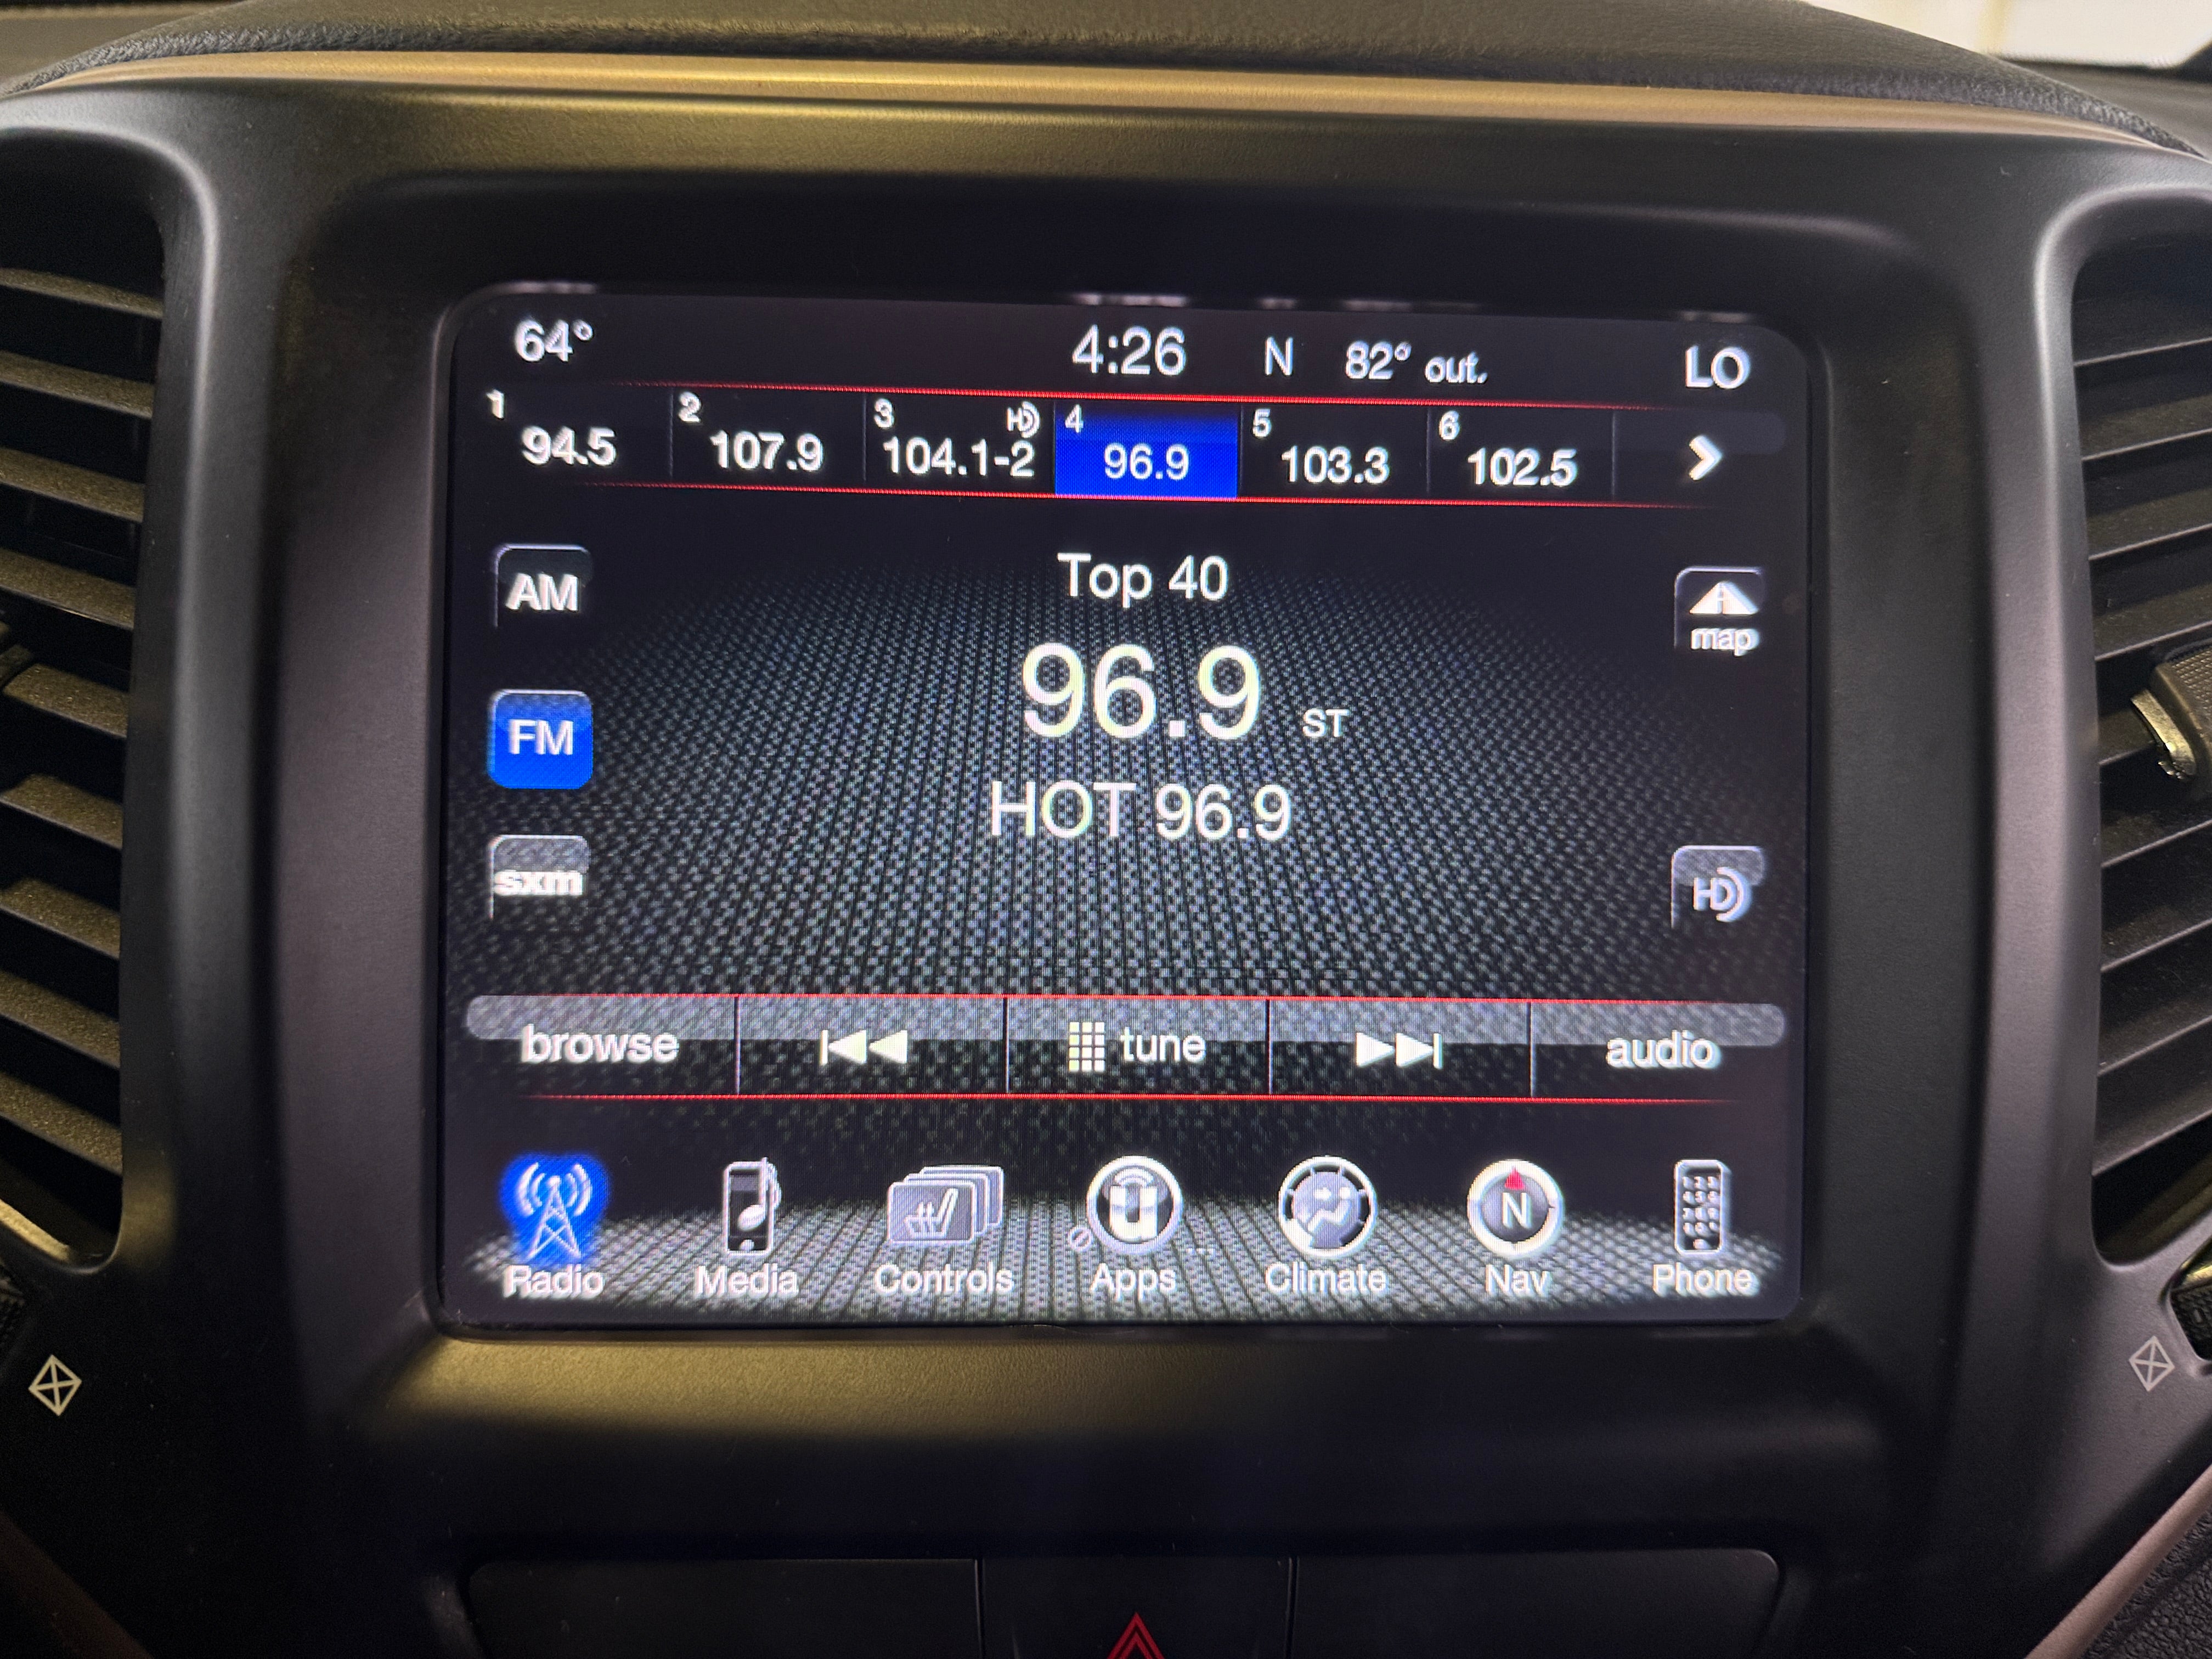 64° 4:26 N 82° out. LO
1 94.5 2 107.9 3 HD 104.1-2 4 96.9 5 103.3 6 102.5
AM
Top 40
map
FM
96.9 ST
HOT 96.9
sxm
HD
browse tune audio
U N
Radio Media Controls Apps Climate Nav Phone